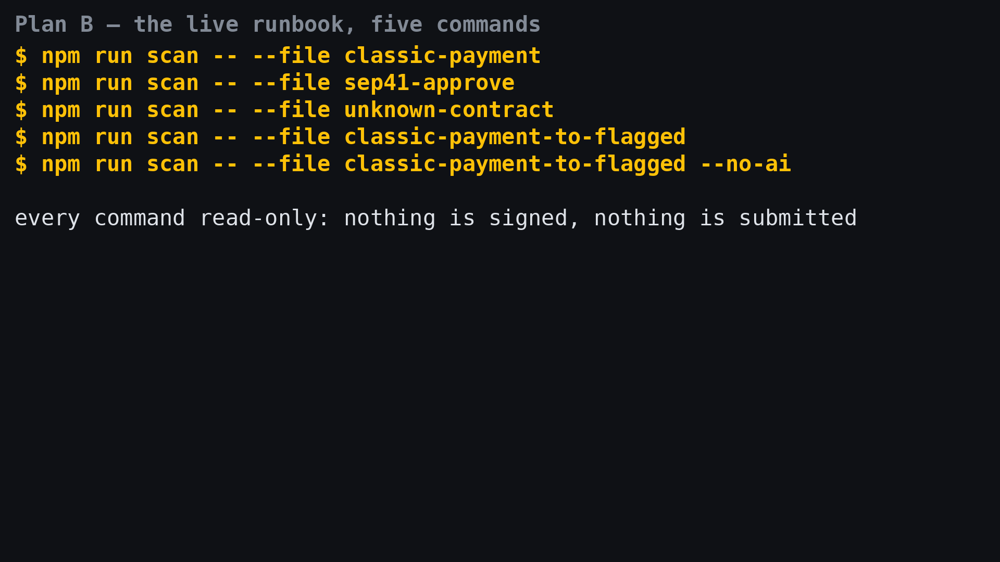 Plan B — the live runbook, five commands
$ npm run scan -- --file classic-payment
$ npm run scan -- --file sep41-approve
$ npm run scan -- --file unknown-contract
$ npm run scan -- --file classic-payment-to-flagged
$ npm run scan -- --file classic-payment-to-flagged --no-ai
every command read-only: nothing is signed, nothing is submitted